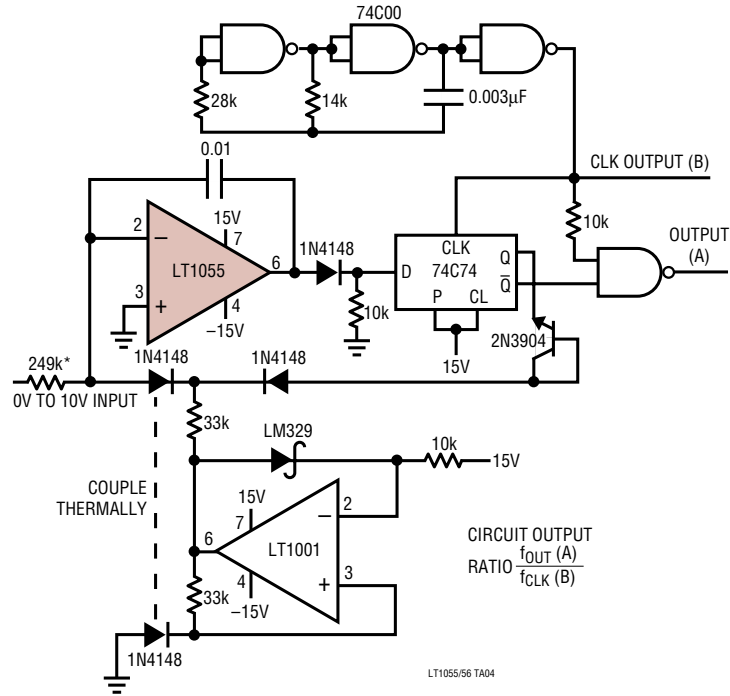 74C00
28k
14k
0.003µF
0.01
CLK OUTPUT (B)
10k
OUTPUT
(A)
2
15V
7
–
LT1055
6
3
+
4
–15V
1N4148
10k
D
CLK
74C74
Q
Q̅
P
CL
15V
2N3904
249k*
0V TO 10V INPUT
1N4148
1N4148
33k
LM329
10k
15V
COUPLE
THERMALLY
15V
7
2
–
6
LT1001
3
+
4
–15V
33k
1N4148
CIRCUIT OUTPUT
RATIO fOUT (A)
fCLK (B)
LT1055/56 TA04